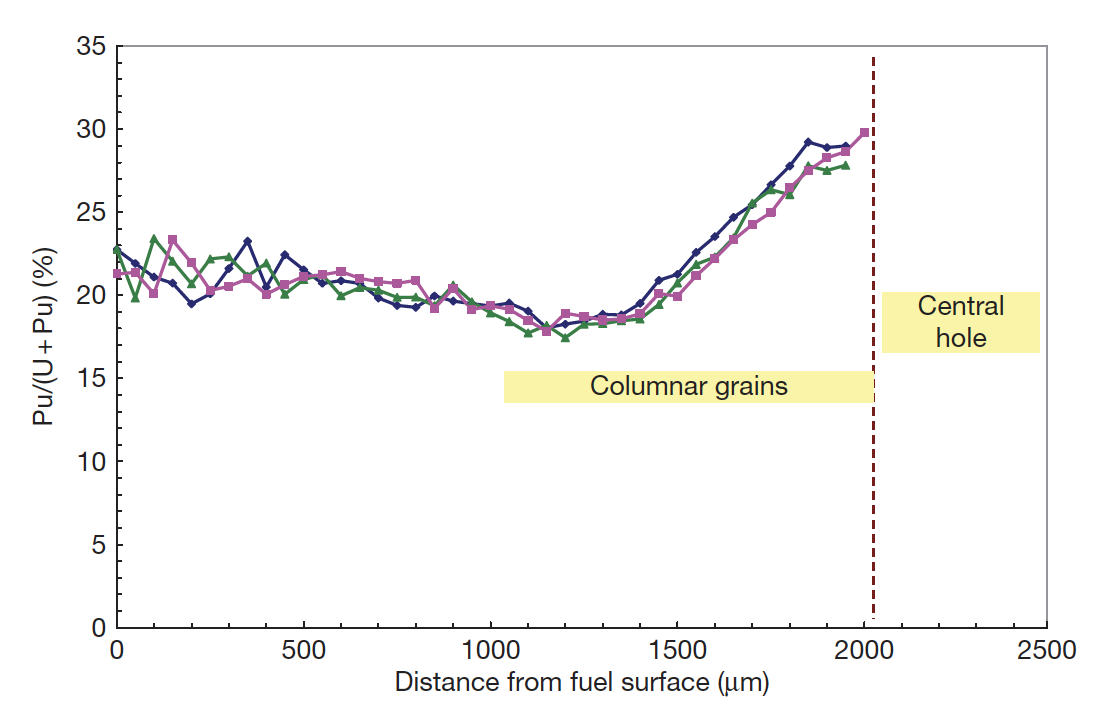 35
30
25
20
15
10
5
0
Pu/(U + Pu) (%)
Central
hole
Columnar grains
0 500 1000 1500 2000 2500
Distance from fuel surface (μm)